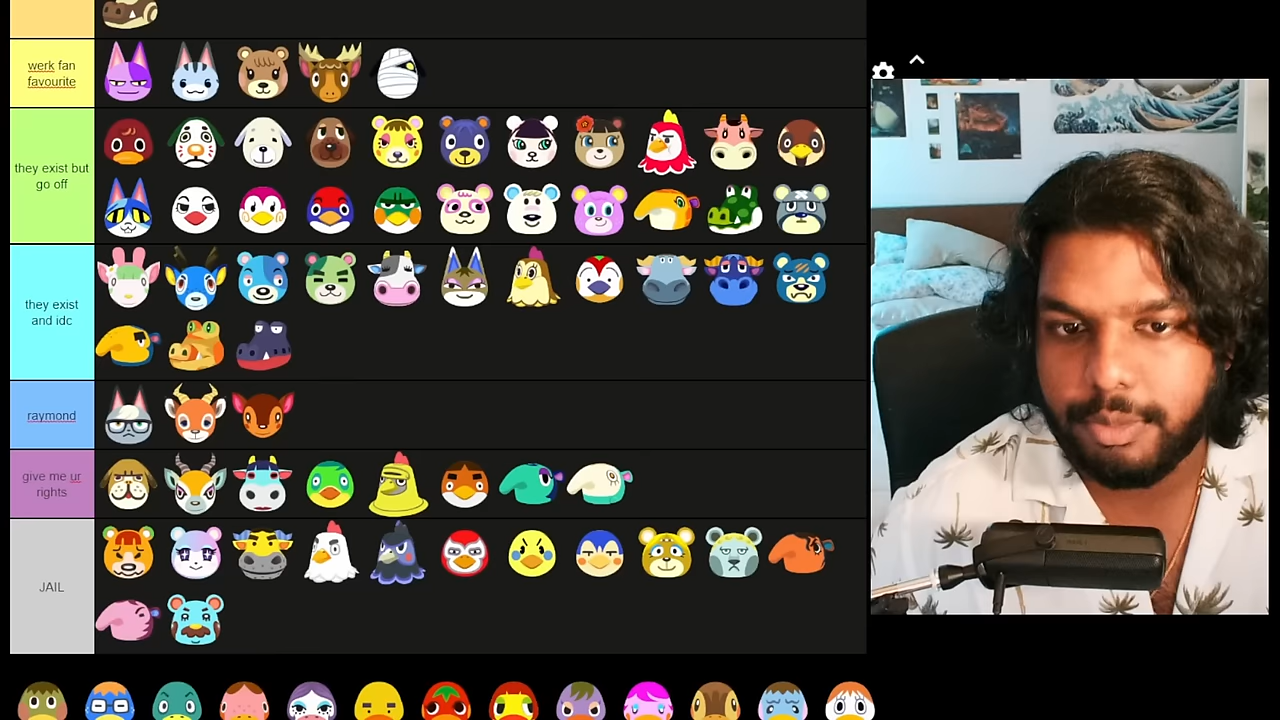 werk fan
favourite
they exist but
go off
they exist
and idc
raymond
give me ur
rights
JAIL